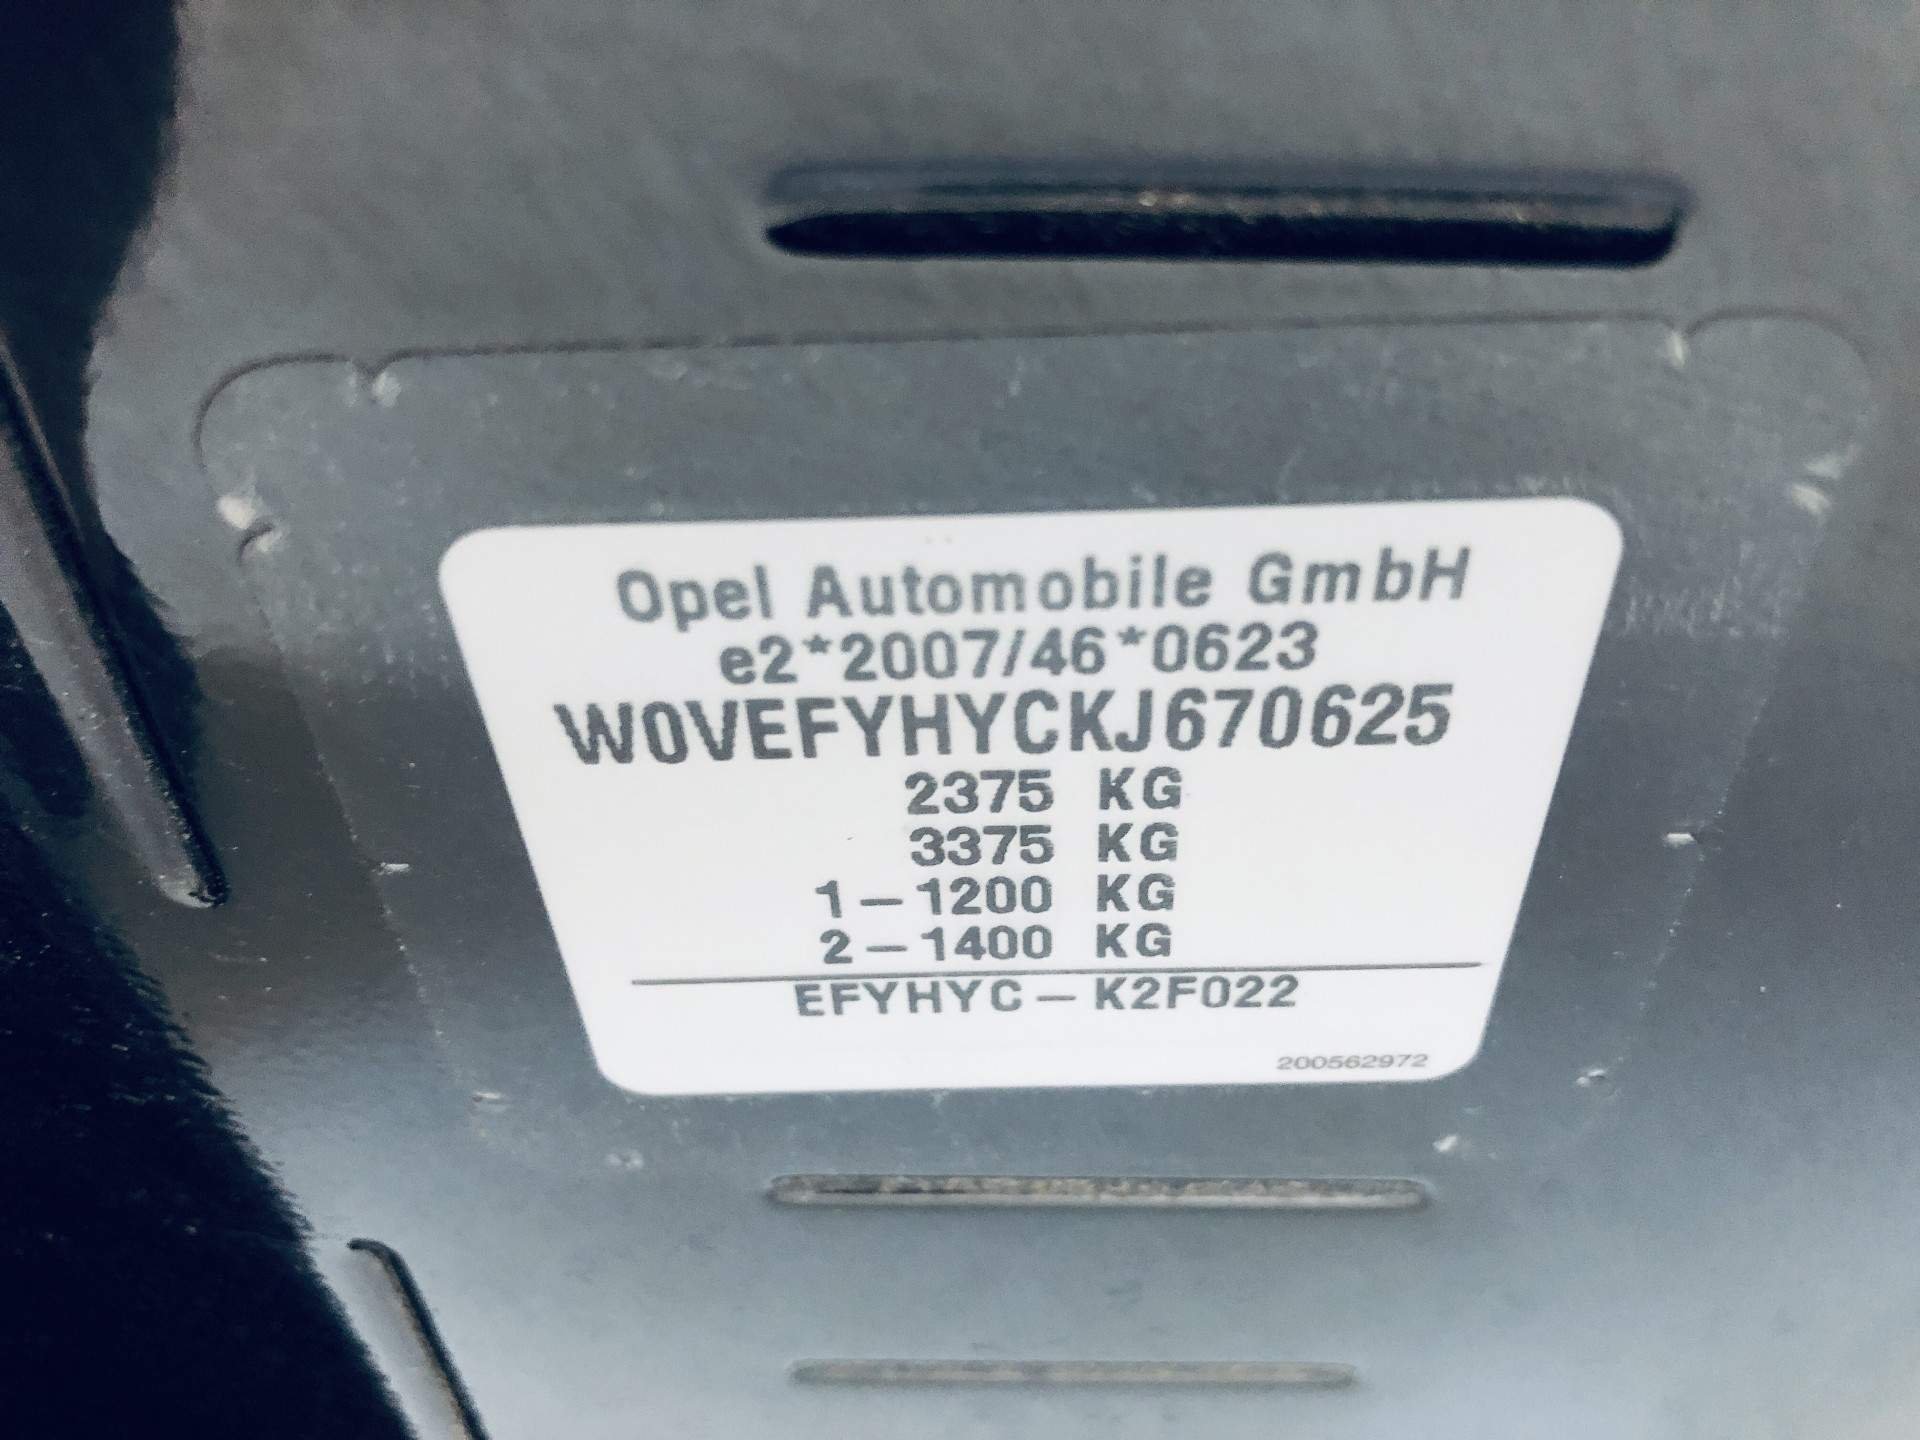 Opel Automobile GmbH
e2*2007/46*0623
W0VEFYHYCKJ670625
2375 KG
3375 KG
1-1200 KG
2-1400 KG
EFYHYC-K2F022
200562972